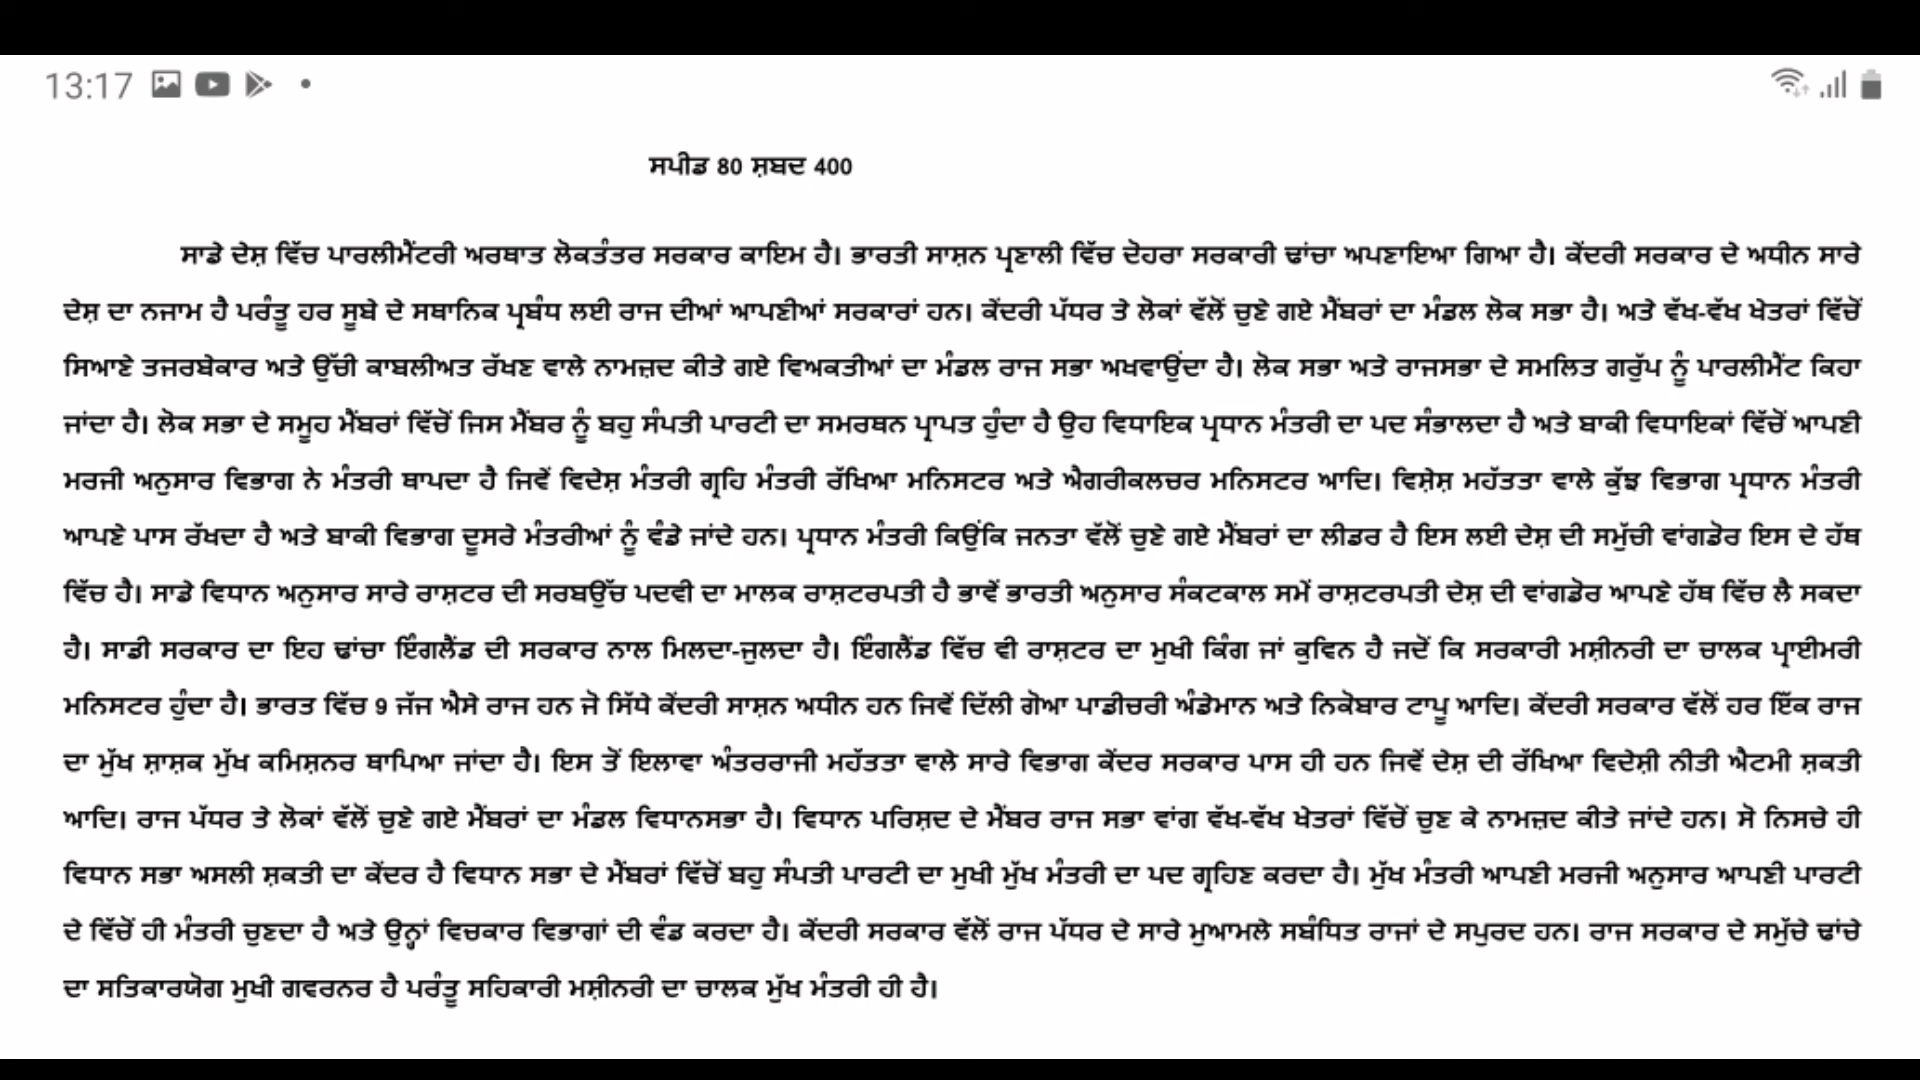 13:17
ਸਪੀਡ 80 ਸ਼ਬਦ 400
ਸਾਡੇ ਦੇਸ਼ ਵਿੱਚ ਪਾਰਲੀਮੈਂਟਰੀ ਅਰਥਾਤ ਲੋਕਤੰਤਰ ਸਰਕਾਰ ਕਾਇਮ ਹੈ। ਭਾਰਤੀ ਸਾਸ਼ਨ ਪ੍ਰਣਾਲੀ ਵਿੱਚ ਦੋਹਰਾ ਸਰਕਾਰੀ ਢਾਂਚਾ ਅਪਣਾਇਆ ਗਿਆ ਹੈ। ਕੇਂਦਰੀ ਸਰਕਾਰ ਦੇ ਅਧੀਨ ਸਾਰੇ
ਦੇਸ਼ ਦਾ ਨਜਾਮ ਹੈ ਪਰੰਤੂ ਹਰ ਸੂਬੇ ਦੇ ਸਥਾਨਿਕ ਪ੍ਰਬੰਧ ਲਈ ਰਾਜ ਦੀਆਂ ਆਪਣੀਆਂ ਸਰਕਾਰਾਂ ਹਨ। ਕੇਂਦਰੀ ਪੱਧਰ ਤੇ ਲੋਕਾਂ ਵੱਲੋਂ ਚੁਣੇ ਗਏ ਮੈਂਬਰਾਂ ਦਾ ਮੰਡਲ ਲੋਕ ਸਭਾ ਹੈ। ਅਤੇ ਵੱਖ-ਵੱਖ ਖੇਤਰਾਂ ਵਿੱਚੋਂ
ਸਿਆਣੇ ਤਜਰਬੇਕਾਰ ਅਤੇ ਉੱਚੀ ਕਾਬਲੀਅਤ ਰੱਖਣ ਵਾਲੇ ਨਾਮਜ਼ਦ ਕੀਤੇ ਗਏ ਵਿਅਕਤੀਆਂ ਦਾ ਮੰਡਲ ਰਾਜ ਸਭਾ ਅਖਵਾਉਂਦਾ ਹੈ। ਲੋਕ ਸਭਾ ਅਤੇ ਰਾਜਸਭਾ ਦੇ ਸਮਲਿਤ ਗਰੁੱਪ ਨੂੰ ਪਾਰਲੀਮੈਂਟ ਕਿਹਾ
ਜਾਂਦਾ ਹੈ। ਲੋਕ ਸਭਾ ਦੇ ਸਮੂਹ ਮੈਂਬਰਾਂ ਵਿੱਚੋਂ ਜਿਸ ਮੈਂਬਰ ਨੂੰ ਬਹੁ ਸੰਪਤੀ ਪਾਰਟੀ ਦਾ ਸਮਰਥਨ ਪ੍ਰਾਪਤ ਹੁੰਦਾ ਹੈ ਉਹ ਵਿਧਾਇਕ ਪ੍ਰਧਾਨ ਮੰਤਰੀ ਦਾ ਪਦ ਸੰਭਾਲਦਾ ਹੈ ਅਤੇ ਬਾਕੀ ਵਿਧਾਇਕਾਂ ਵਿੱਚੋਂ ਆਪਣੀ
ਮਰਜੀ ਅਨੁਸਾਰ ਵਿਭਾਗ ਨੇ ਮੰਤਰੀ ਥਾਪਦਾ ਹੈ ਜਿਵੇਂ ਵਿਦੇਸ਼ ਮੰਤਰੀ ਗ੍ਰਹਿ ਮੰਤਰੀ ਰੱਖਿਆ ਮਨਿਸਟਰ ਅਤੇ ਐਗਰੀਕਲਚਰ ਮਨਿਸਟਰ ਆਦਿ। ਵਿਸ਼ੇਸ਼ ਮਹੱਤਤਾ ਵਾਲੇ ਕੁੱਝ ਵਿਭਾਗ ਪ੍ਰਧਾਨ ਮੰਤਰੀ
ਆਪਣੇ ਪਾਸ ਰੱਖਦਾ ਹੈ ਅਤੇ ਬਾਕੀ ਵਿਭਾਗ ਦੂਸਰੇ ਮੰਤਰੀਆਂ ਨੂੰ ਵੰਡੇ ਜਾਂਦੇ ਹਨ। ਪ੍ਰਧਾਨ ਮੰਤਰੀ ਕਿਉਂਕਿ ਜਨਤਾ ਵੱਲੋਂ ਚੁਣੇ ਗਏ ਮੈਂਬਰਾਂ ਦਾ ਲੀਡਰ ਹੈ ਇਸ ਲਈ ਦੇਸ਼ ਦੀ ਸਮੁੱਚੀ ਵਾਂਗਡੋਰ ਇਸ ਦੇ ਹੱਥ
ਵਿੱਚ ਹੈ। ਸਾਡੇ ਵਿਧਾਨ ਅਨੁਸਾਰ ਸਾਰੇ ਰਾਸ਼ਟਰ ਦੀ ਸਰਬਉੱਚ ਪਦਵੀ ਦਾ ਮਾਲਕ ਰਾਸ਼ਟਰਪਤੀ ਹੈ ਭਾਵੇਂ ਭਾਰਤੀ ਅਨੁਸਾਰ ਸੰਕਟਕਾਲ ਸਮੇਂ ਰਾਸ਼ਟਰਪਤੀ ਦੇਸ਼ ਦੀ ਵਾਂਗਡੋਰ ਆਪਣੇ ਹੱਥ ਵਿੱਚ ਲੈ ਸਕਦਾ
ਹੈ। ਸਾਡੀ ਸਰਕਾਰ ਦਾ ਇਹ ਢਾਂਚਾ ਇੰਗਲੈਂਡ ਦੀ ਸਰਕਾਰ ਨਾਲ ਮਿਲਦਾ-ਜੁਲਦਾ ਹੈ। ਇੰਗਲੈਂਡ ਵਿੱਚ ਵੀ ਰਾਸ਼ਟਰ ਦਾ ਮੁਖੀ ਕਿੰਗ ਜਾਂ ਕੁਵਿਨ ਹੈ ਜਦੋਂ ਕਿ ਸਰਕਾਰੀ ਮਸ਼ੀਨਰੀ ਦਾ ਚਾਲਕ ਪ੍ਰਾਈਮਰੀ
ਮਨਿਸਟਰ ਹੁੰਦਾ ਹੈ। ਭਾਰਤ ਵਿੱਚ 9 ਜੱਜ ਐਸੇ ਰਾਜ ਹਨ ਜੋ ਸਿੱਧੇ ਕੇਂਦਰੀ ਸਾਸ਼ਨ ਅਧੀਨ ਹਨ ਜਿਵੇਂ ਦਿੱਲੀ ਗੋਆ ਪਾਡੀਚਰੀ ਅੰਡੇਮਾਨ ਅਤੇ ਨਿਕੋਬਾਰ ਟਾਪੂ ਆਦਿ। ਕੇਂਦਰੀ ਸਰਕਾਰ ਵੱਲੋਂ ਹਰ ਇੱਕ ਰਾਜ
ਦਾ ਮੁੱਖ ਸ਼ਾਸ਼ਕ ਮੁੱਖ ਕਮਿਸ਼ਨਰ ਥਾਪਿਆ ਜਾਂਦਾ ਹੈ। ਇਸ ਤੋਂ ਇਲਾਵਾ ਅੰਤਰਰਾਜੀ ਮਹੱਤਤਾ ਵਾਲੇ ਸਾਰੇ ਵਿਭਾਗ ਕੇਂਦਰ ਸਰਕਾਰ ਪਾਸ ਹੀ ਹਨ ਜਿਵੇਂ ਦੇਸ਼ ਦੀ ਰੱਖਿਆ ਵਿਦੇਸ਼ੀ ਨੀਤੀ ਐਟਮੀ ਸ਼ਕਤੀ
ਆਦਿ। ਰਾਜ ਪੱਧਰ ਤੇ ਲੋਕਾਂ ਵੱਲੋਂ ਚੁਣੇ ਗਏ ਮੈਂਬਰਾਂ ਦਾ ਮੰਡਲ ਵਿਧਾਨਸਭਾ ਹੈ। ਵਿਧਾਨ ਪਰਿਸ਼ਦ ਦੇ ਮੈਂਬਰ ਰਾਜ ਸਭਾ ਵਾਂਗ ਵੱਖ-ਵੱਖ ਖੇਤਰਾਂ ਵਿੱਚੋਂ ਚੁਣ ਕੇ ਨਾਮਜ਼ਦ ਕੀਤੇ ਜਾਂਦੇ ਹਨ। ਸੋ ਨਿਸਚੇ ਹੀ
ਵਿਧਾਨ ਸਭਾ ਅਸਲੀ ਸ਼ਕਤੀ ਦਾ ਕੇਂਦਰ ਹੈ ਵਿਧਾਨ ਸਭਾ ਦੇ ਮੈਂਬਰਾਂ ਵਿੱਚੋਂ ਬਹੁ ਸੰਪਤੀ ਪਾਰਟੀ ਦਾ ਮੁਖੀ ਮੁੱਖ ਮੰਤਰੀ ਦਾ ਪਦ ਗ੍ਰਹਿਣ ਕਰਦਾ ਹੈ। ਮੁੱਖ ਮੰਤਰੀ ਆਪਣੀ ਮਰਜੀ ਅਨੁਸਾਰ ਆਪਣੀ ਪਾਰਟੀ
ਦੇ ਵਿੱਚੋਂ ਹੀ ਮੰਤਰੀ ਚੁਣਦਾ ਹੈ ਅਤੇ ਉਨ੍ਹਾਂ ਵਿਚਕਾਰ ਵਿਭਾਗਾਂ ਦੀ ਵੰਡ ਕਰਦਾ ਹੈ। ਕੇਂਦਰੀ ਸਰਕਾਰ ਵੱਲੋਂ ਰਾਜ ਪੱਧਰ ਦੇ ਸਾਰੇ ਮੁਆਮਲੇ ਸਬੰਧਿਤ ਰਾਜਾਂ ਦੇ ਸਪੁਰਦ ਹਨ। ਰਾਜ ਸਰਕਾਰ ਦੇ ਸਮੁੱਚੇ ਢਾਂਚੇ
ਦਾ ਸਤਿਕਾਰਯੋਗ ਮੁਖੀ ਗਵਰਨਰ ਹੈ ਪਰੰਤੂ ਸਹਿਕਾਰੀ ਮਸ਼ੀਨਰੀ ਦਾ ਚਾਲਕ ਮੁੱਖ ਮੰਤਰੀ ਹੀ ਹੈ।